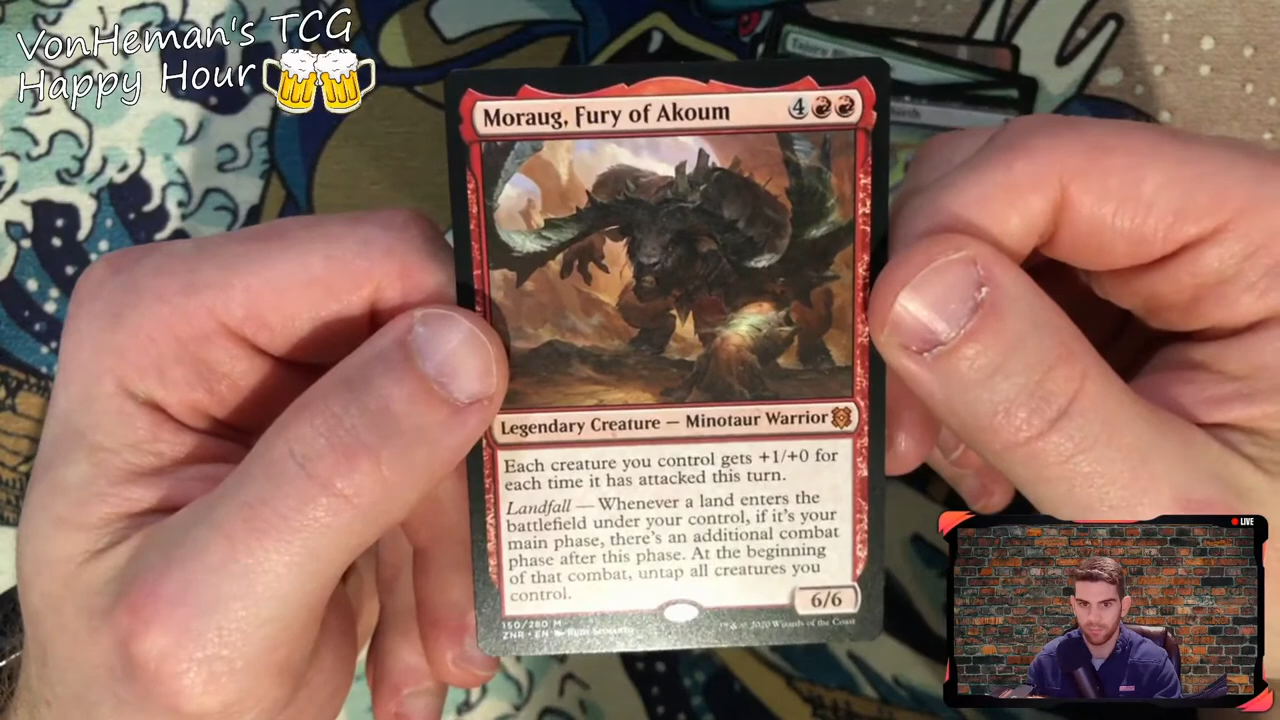 VonHeman's TCG
Happy Hour
Moraug, Fury of Akoum
4
Legendary Creature — Minotaur Warrior
Each creature you control gets +1/+0 for
each time it has attacked this turn.
Landfall — Whenever a land enters the
battlefield under your control, if it's your
main phase, there's an additional combat
phase after this phase. At the beginning
of that combat, untap all creatures you
control.
6/6
150/280 M
ZNR • EN
™ & © 2020 Wizards of the Coast
LIVE